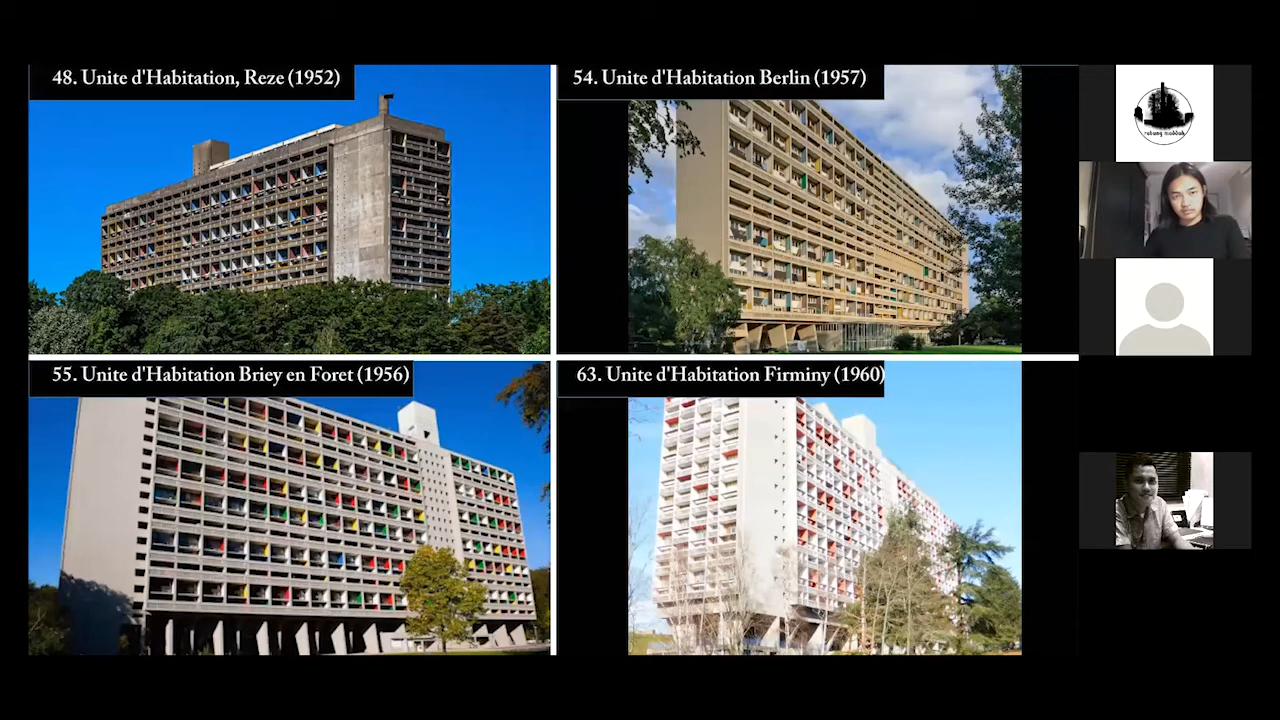 48. Unite d'Habitation, Reze (1952)
54. Unite d'Habitation Berlin (1957)
55. Unite d'Habitation Briey en Foret (1956)
63. Unite d'Habitation Firminy (1960)